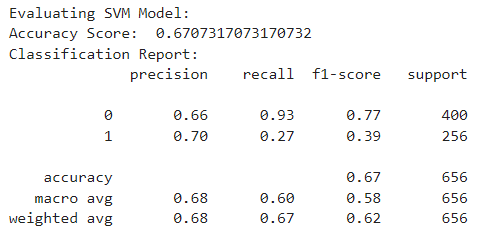 Evaluating SVM Model:
Accuracy Score:  0.6707317073170732
Classification Report:
              precision    recall  f1-score   support

           0       0.66      0.93      0.77       400
           1       0.70      0.27      0.39       256

    accuracy                           0.67       656
   macro avg       0.68      0.60      0.58       656
weighted avg       0.68      0.67      0.62       656